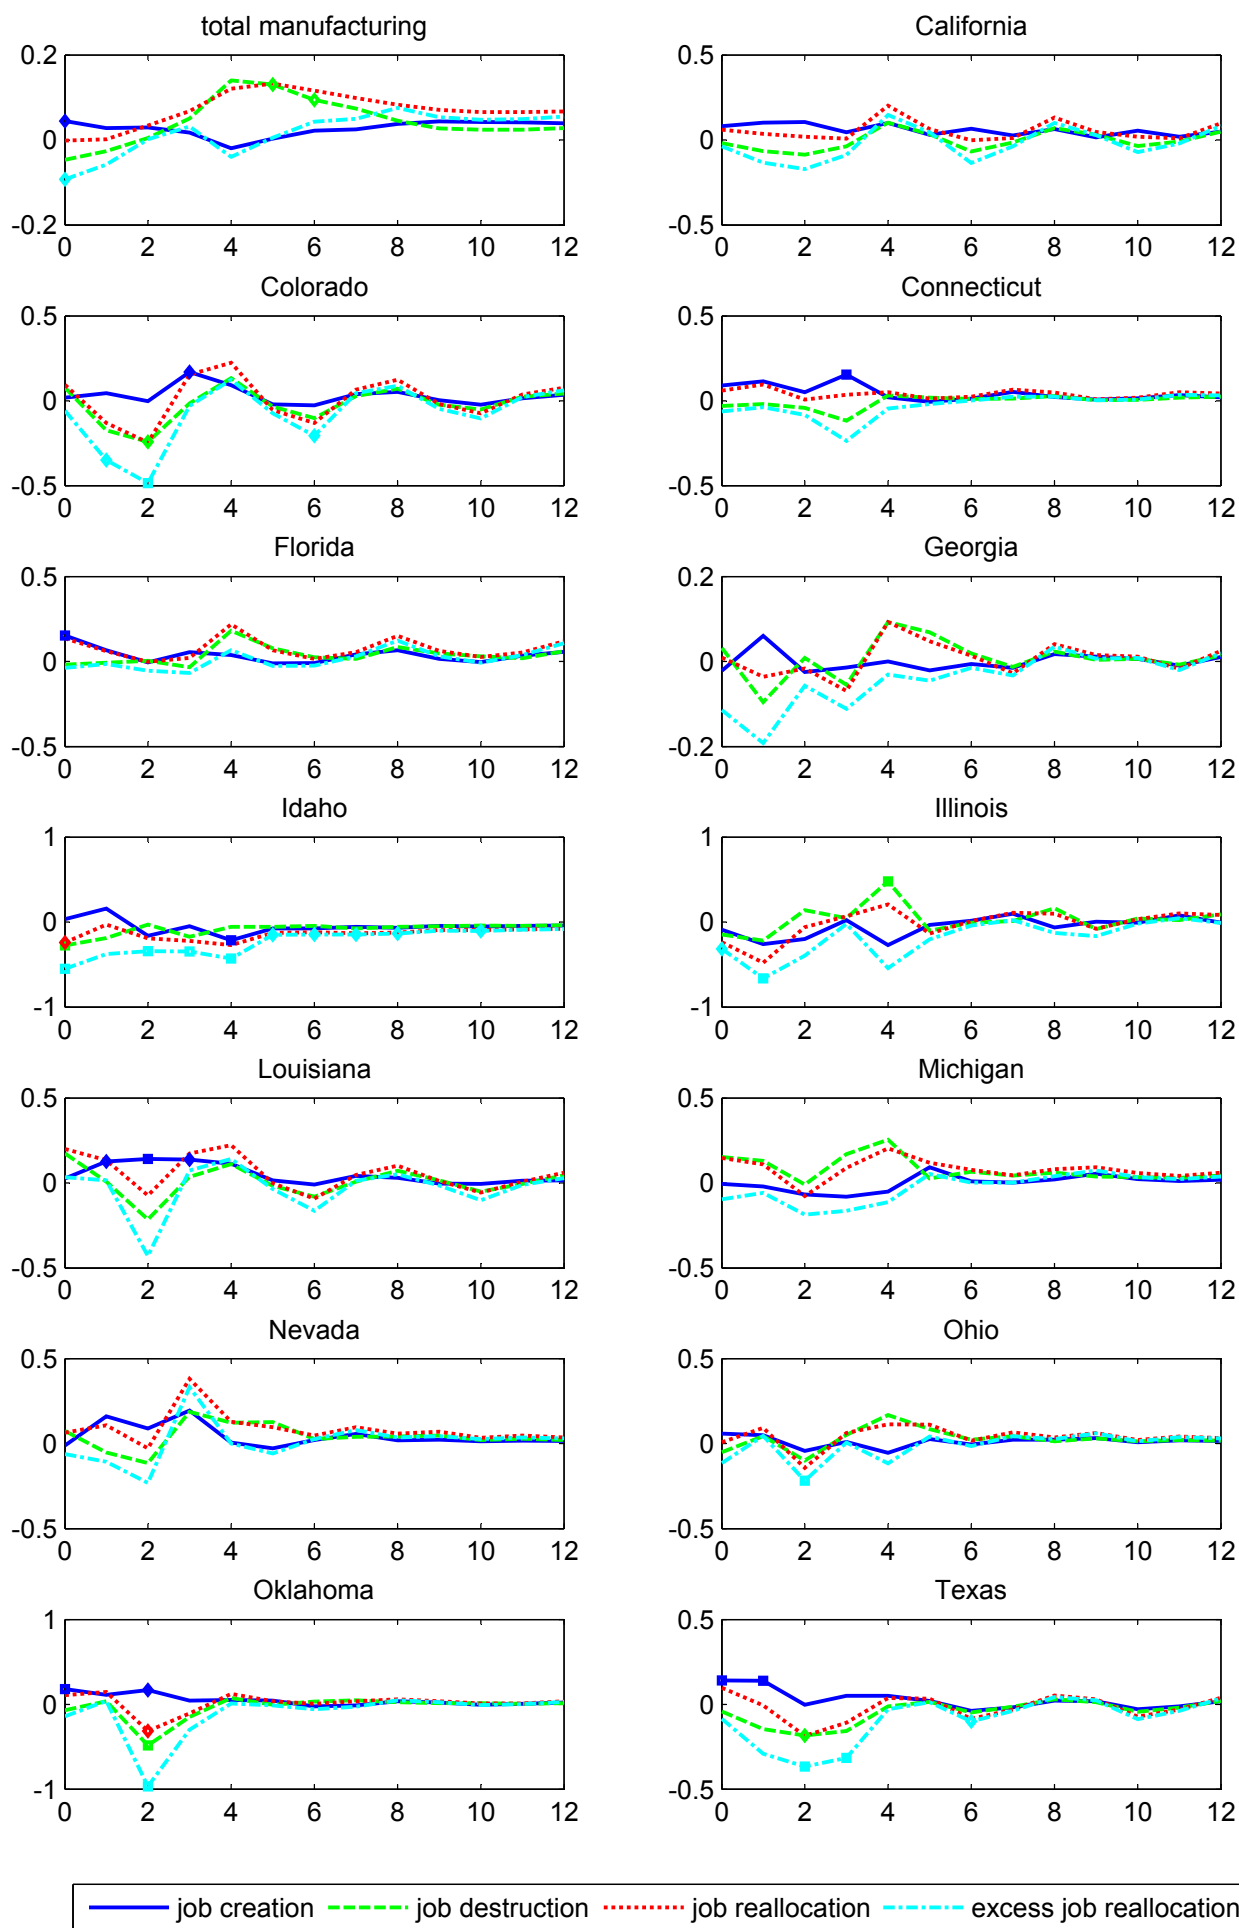 total manufacturing California
0.2 0.5
0 0
-0.2 -0.5
0 2 4 6 8 10 12 0 2 4 6 8 10 12
Colorado Connecticut
0.5 0.5
0 0
-0.5 -0.5
0 2 4 6 8 10 12 0 2 4 6 8 10 12
Florida Georgia
0.5 0.2
0 0
-0.5 -0.2
0 2 4 6 8 10 12 0 2 4 6 8 10 12
Idaho Illinois
1 1
0 0
-1 -1
0 2 4 6 8 10 12 0 2 4 6 8 10 12
Louisiana Michigan
0.5 0.5
0 0
-0.5 -0.5
0 2 4 6 8 10 12 0 2 4 6 8 10 12
Nevada Ohio
0.5 0.5
0 0
-0.5 -0.5
0 2 4 6 8 10 12 0 2 4 6 8 10 12
Oklahoma Texas
1 0.5
0 0
-1 -0.5
0 2 4 6 8 10 12 0 2 4 6 8 10 12
job creation job destruction job reallocation excess job reallocation